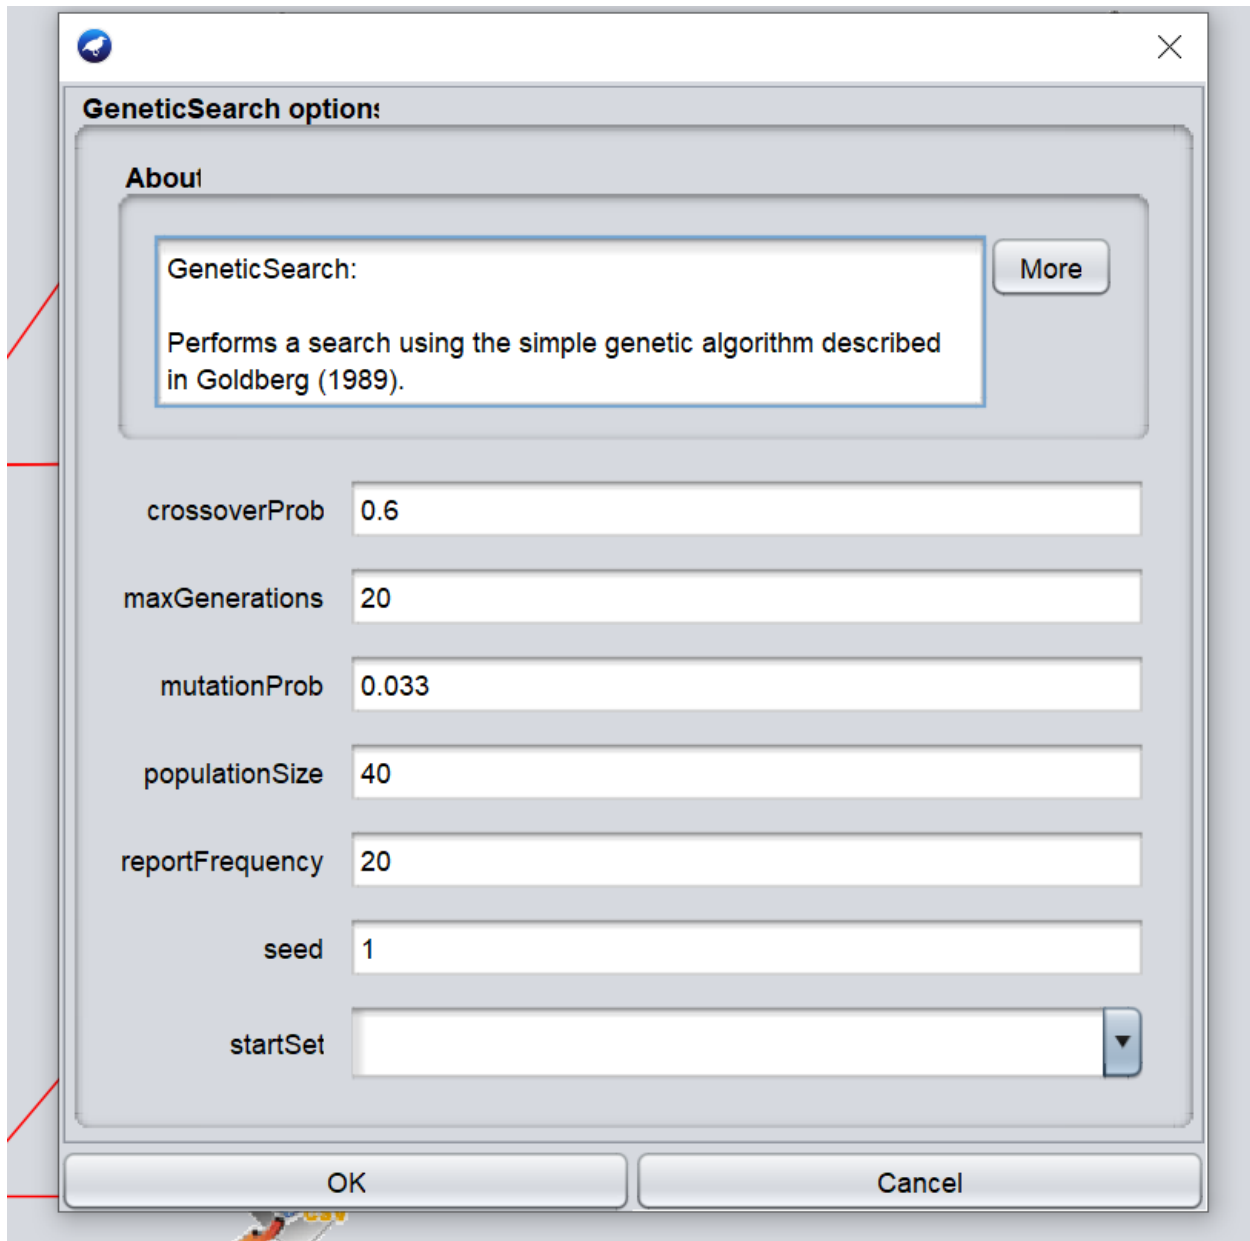 GeneticSearch options
About
GeneticSearch:
More
Performs a search using the simple genetic algorithm described
in Goldberg (1989).
crossoverProb 0.6
maxGenerations 20
mutationProb 0.033
populationSize 40
reportFrequency 20
seed 1
startSet
OK Cancel